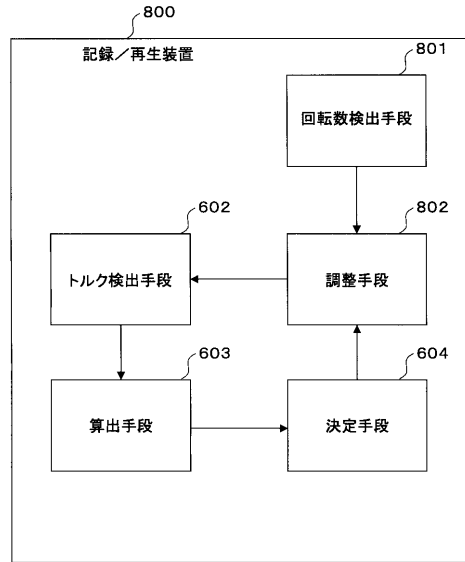 800
記録／再生装置
801
回転数検出手段
602
802
トルク検出手段
調整手段
603
604
算出手段
決定手段